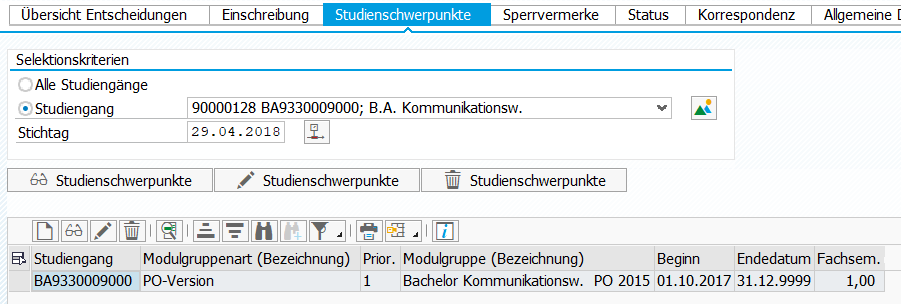 Übersicht Entscheidungen Einschreibung Studienschwerpunkte Sperrvermerke Status Korrespondenz Allgemeine D
Selektionskriterien
Alle Studiengänge
Studiengang 90000128 BA9330009000; B.A. Kommunikationsw.
Stichtag 29.04.2018
Studienschwerpunkte Studienschwerpunkte Studienschwerpunkte
Studiengang Modulgruppenart (Bezeichnung) Prior. Modulgruppe (Bezeichnung) Beginn Endedatum Fachsem.
BA9330009000 PO-Version 1 Bachelor Kommunikationsw. PO 2015 01.10.2017 31.12.9999 1,00